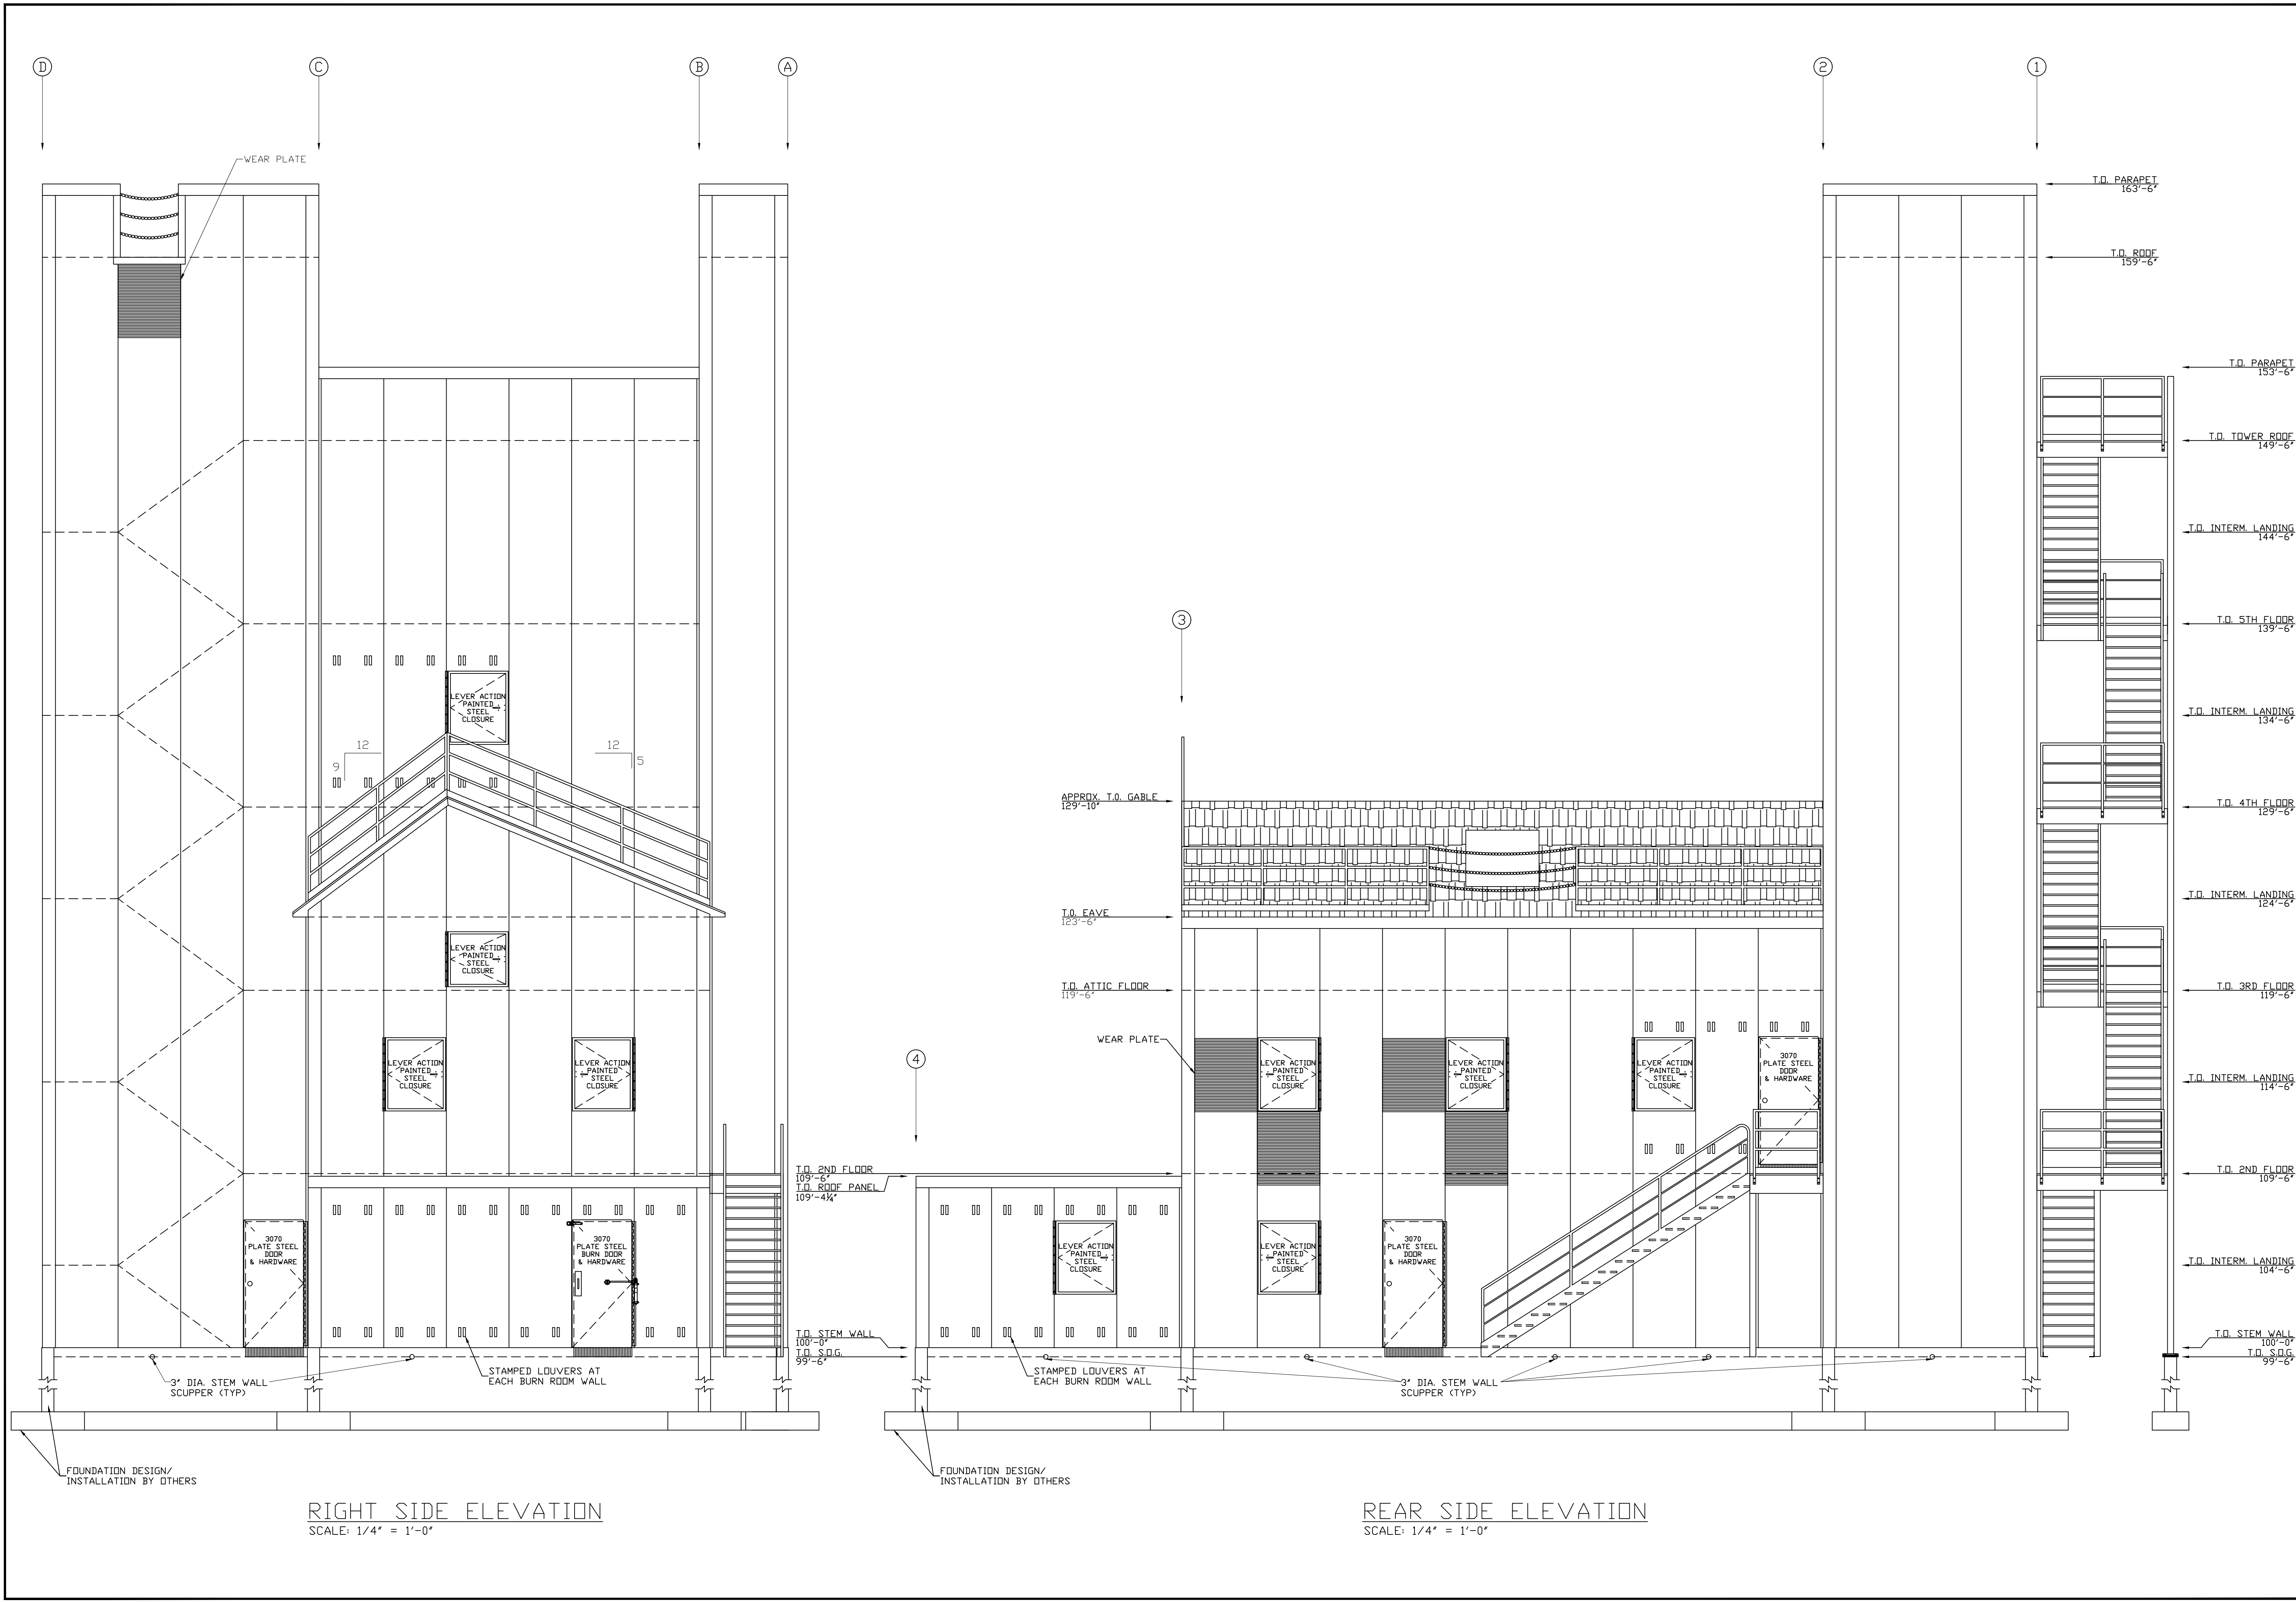 D
C
B
A
WEAR PLATE
LEVER ACTION
PAINTED
STEEL
CLOSURE
12
9
12
5
LEVER ACTION
PAINTED
STEEL
CLOSURE
LEVER ACTION
PAINTED
STEEL
CLOSURE
LEVER ACTION
PAINTED
STEEL
CLOSURE
3070
PLATE STEEL
DOOR
& HARDWARE
3070
PLATE STEEL
BURN DOOR
& HARDWARE
3" DIA. STEM WALL
SCUPPER (TYP)
STAMPED LOUVERS AT
EACH BURN ROOM WALL
FOUNDATION DESIGN/
INSTALLATION BY OTHERS
RIGHT SIDE ELEVATION
SCALE: 1/4" = 1'-0"
T.O. 2ND FLOOR
109'-6"
T.O. ROOF PANEL
109'-4¼"
T.O. STEM WALL
100'-0"
T.O. S.O.G.
99'-6"
2
1
3
4
APPROX. T.O. GABLE
129'-10"
T.O. EAVE
123'-6"
T.O. ATTIC FLOOR
119'-6"
WEAR PLATE
LEVER ACTION
PAINTED
STEEL
CLOSURE
LEVER ACTION
PAINTED
STEEL
CLOSURE
LEVER ACTION
PAINTED
STEEL
CLOSURE
3070
PLATE STEEL
DOOR
& HARDWARE
LEVER ACTION
PAINTED
STEEL
CLOSURE
LEVER ACTION
PAINTED
STEEL
CLOSURE
3070
PLATE STEEL
DOOR
& HARDWARE
STAMPED LOUVERS AT
EACH BURN ROOM WALL
3" DIA. STEM WALL
SCUPPER (TYP)
FOUNDATION DESIGN/
INSTALLATION BY OTHERS
REAR SIDE ELEVATION
SCALE: 1/4" = 1'-0"
T.O. PARAPET
163'-6"
T.O. ROOF
159'-6"
T.O. PARAPET
153'-6"
T.O. TOWER ROOF
149'-6"
T.O. INTERM. LANDING
144'-6"
T.O. 5TH FLOOR
139'-6"
T.O. INTERM. LANDING
134'-6"
T.O. 4TH FLOOR
129'-6"
T.O. INTERM. LANDING
124'-6"
T.O. 3RD FLOOR
119'-6"
T.O. INTERM. LANDING
114'-6"
T.O. 2ND FLOOR
109'-6"
T.O. INTERM. LANDING
104'-6"
T.O. STEM WALL
100'-0"
T.O. S.O.G.
99'-6"